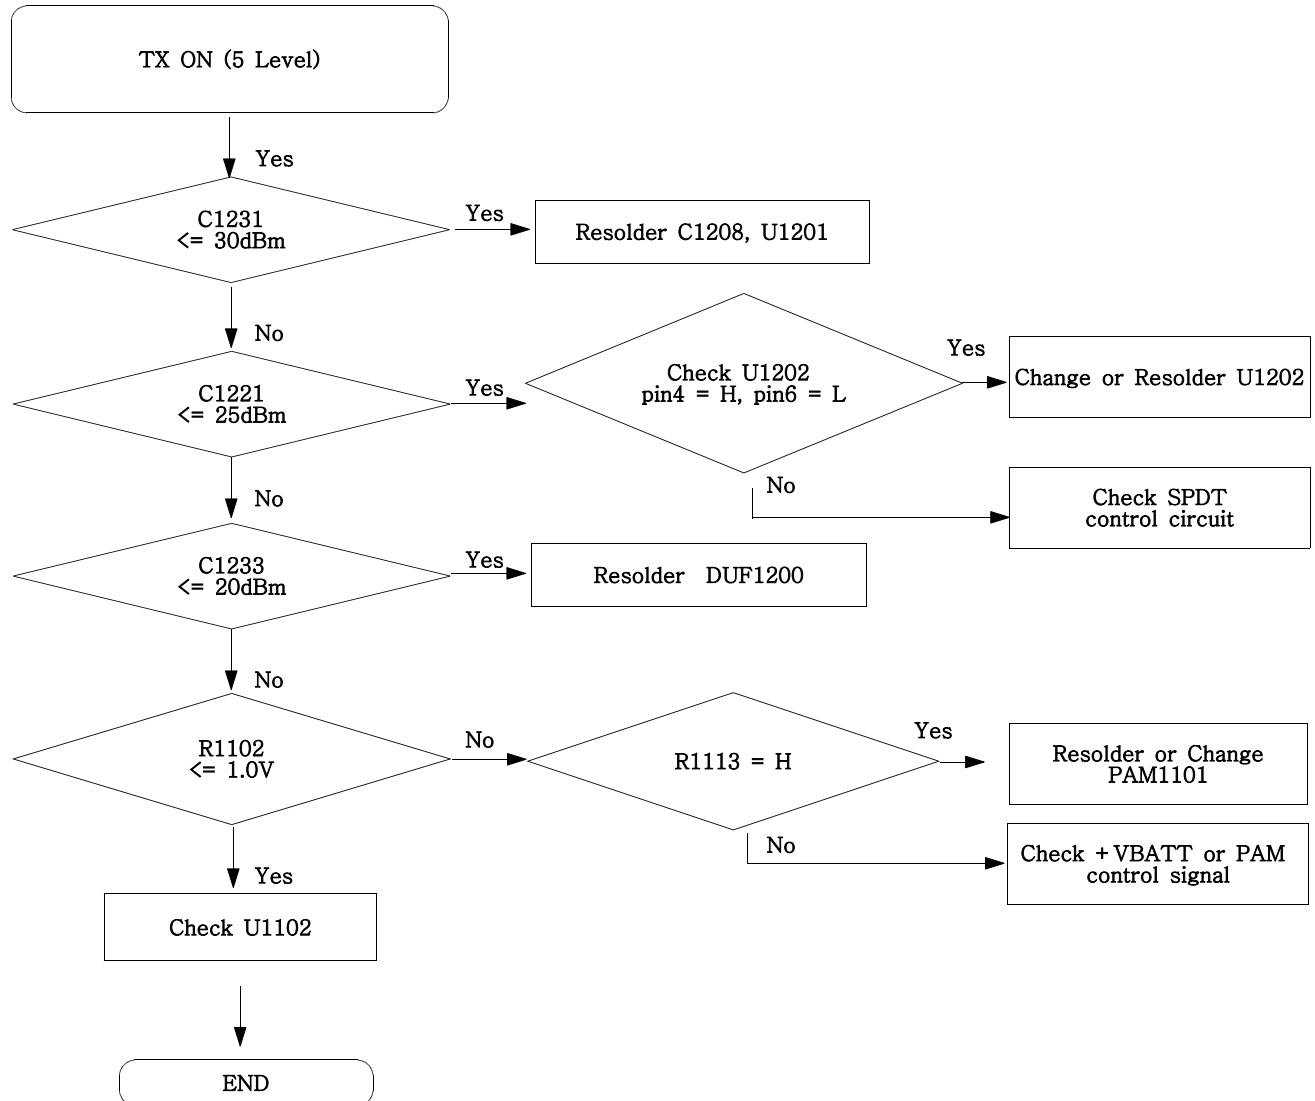 TX ON (5 Level)
Yes
C1231
<= 30dBm
Yes
Resolder C1208, U1201
No
C1221
<= 25dBm
Yes
Check U1202
pin4 = H, pin6 = L
Yes
Change or Resolder U1202
No
Check SPDT
control circuit
No
C1233
<= 20dBm
Yes
Resolder DUF1200
No
R1102
<= 1.0V
No
R1113 = H
Yes
Resolder or Change
PAM1101
No
Check +VBATT or PAM
control signal
Yes
Check U1102
END